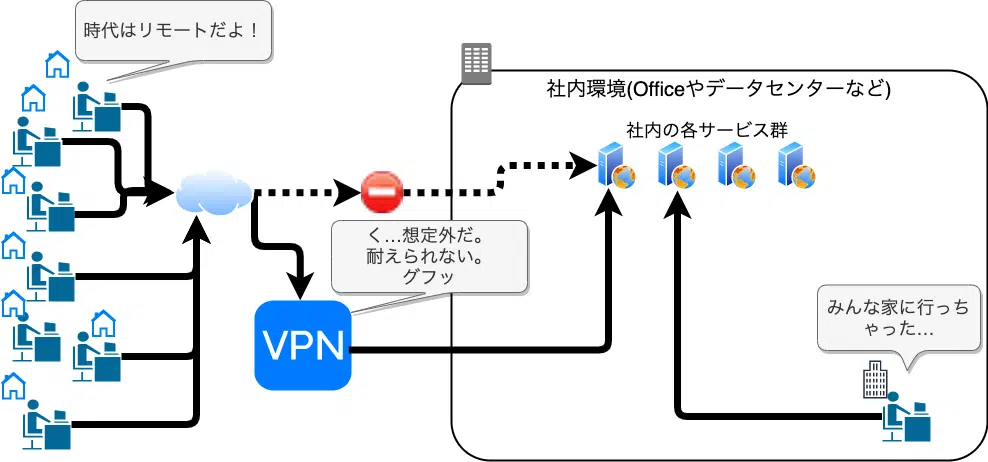 時代はリモートだよ！
社内環境(Officeやデータセンターなど)
社内の各サービス群
く…想定外だ。
耐えられない。
グフッ
VPN
みんな家に行っち
ゃった…